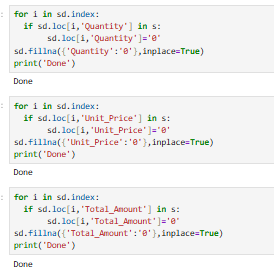 for i in sd.index:
  if sd.loc[i,'Quantity'] in s:
      sd.loc[i,'Quantity']='0'
sd.fillna({'Quantity':'0'},inplace=True)
print('Done')
Done
for i in sd.index:
  if sd.loc[i,'Unit_Price'] in s:
      sd.loc[i,'Unit_Price']='0'
sd.fillna({'Unit_Price':'0'},inplace=True)
print('Done')
Done
for i in sd.index:
  if sd.loc[i,'Total_Amount'] in s:
      sd.loc[i,'Total_Amount']='0'
sd.fillna({'Total_Amount':'0'},inplace=True)
print('Done')
Done